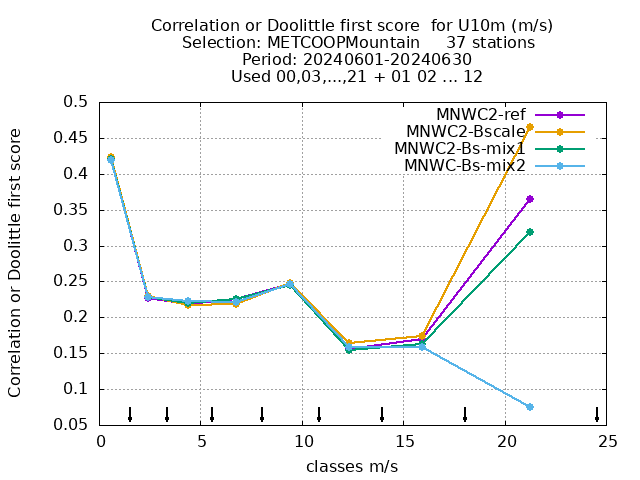 Correlation or Doolittle first score  for U10m (m/s)
Selection: METCOOPMountain     37 stations
Period: 20240601-20240630
Used 00,03,...,21 + 01 02 ... 12
Correlation or Doolittle first score
0.5
0.45
0.4
0.35
0.3
0.25
0.2
0.15
0.1
0.05
MNWC2-ref
MNWC2-Bscale
MNWC2-Bs-mix1
MNWC-Bs-mix2
0 5 10 15 20 25
classes m/s